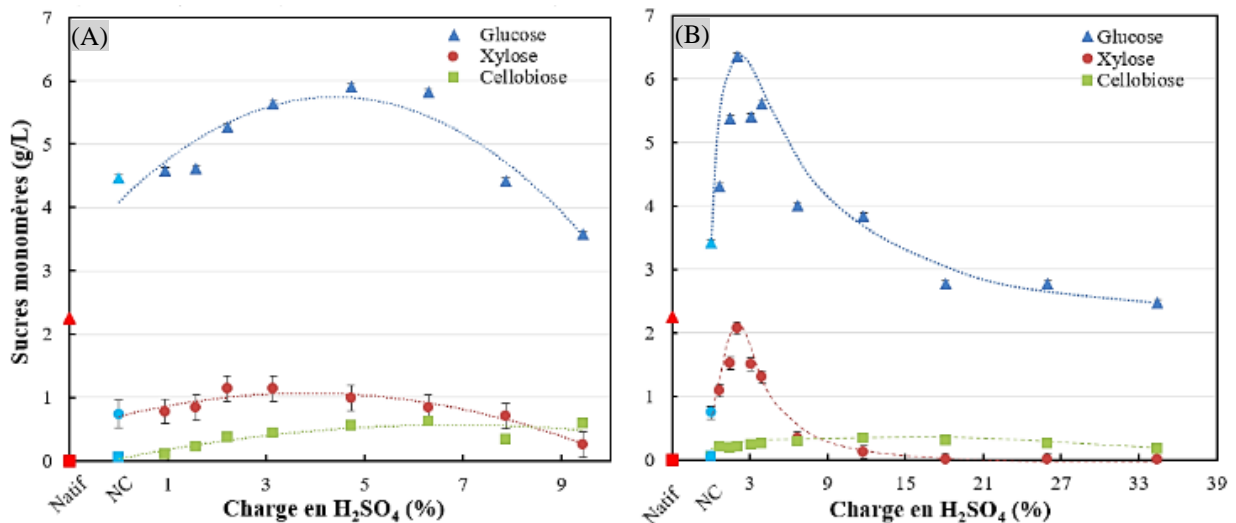 (A)
Glucose
Xylose
Cellobiose
Sucres monomères (g/L)
7
6
5
4
3
2
1
0
Natif
NC
1
3
5
7
9
Charge en H₂SO₄ (%)
(B)
Glucose
Xylose
Cellobiose
7
6
5
4
3
2
1
0
Natif
NC
3
9
15
21
27
33
39
Charge en H₂SO₄ (%)